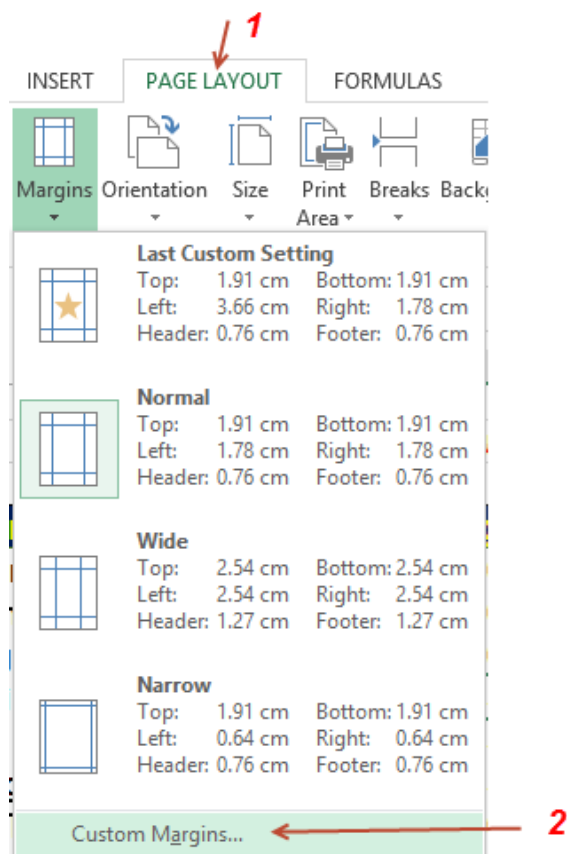 1
INSERT PAGE LAYOUT FORMULAS
Margins Orientation Size Print Area Breaks Backg
Last Custom Setting
Top: 1.91 cm Bottom: 1.91 cm
Left: 3.66 cm Right: 1.78 cm
Header: 0.76 cm Footer: 0.76 cm
Normal
Top: 1.91 cm Bottom: 1.91 cm
Left: 1.78 cm Right: 1.78 cm
Header: 0.76 cm Footer: 0.76 cm
Wide
Top: 2.54 cm Bottom: 2.54 cm
Left: 2.54 cm Right: 2.54 cm
Header: 1.27 cm Footer: 1.27 cm
Narrow
Top: 1.91 cm Bottom: 1.91 cm
Left: 0.64 cm Right: 0.64 cm
Header: 0.76 cm Footer: 0.76 cm
Custom Margins... 2